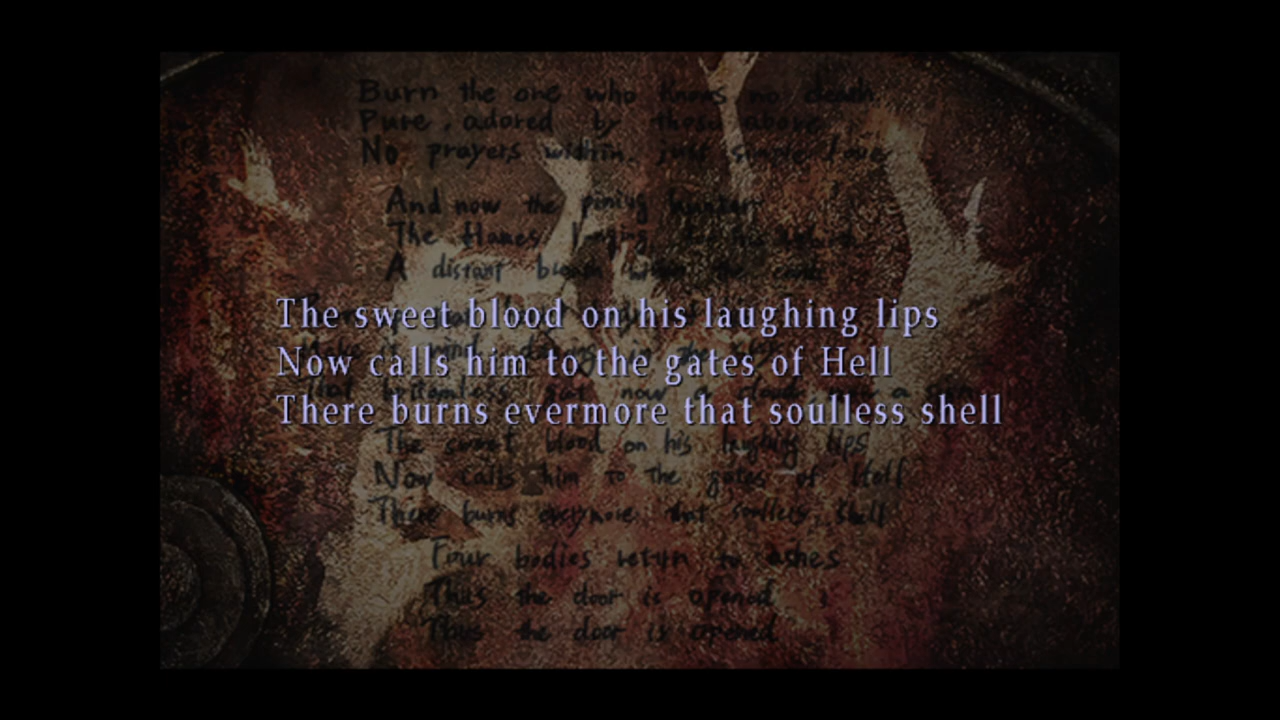 Burn the one who knows no death
Pure, adored by those above
No prayers within, just simple love
And now the pining hunter
The flames
A distant
The sweet blood on his laughing lips
Now calls him to the gates of Hell
There burns evermore that soulless shell
bottomless now a
The sweet blood on his laughing lips
Now calls him to the gates of Hell
There burns evermore that soulless shell
Four bodies return to ashes
Thus the door is opened
Thus the door is opened